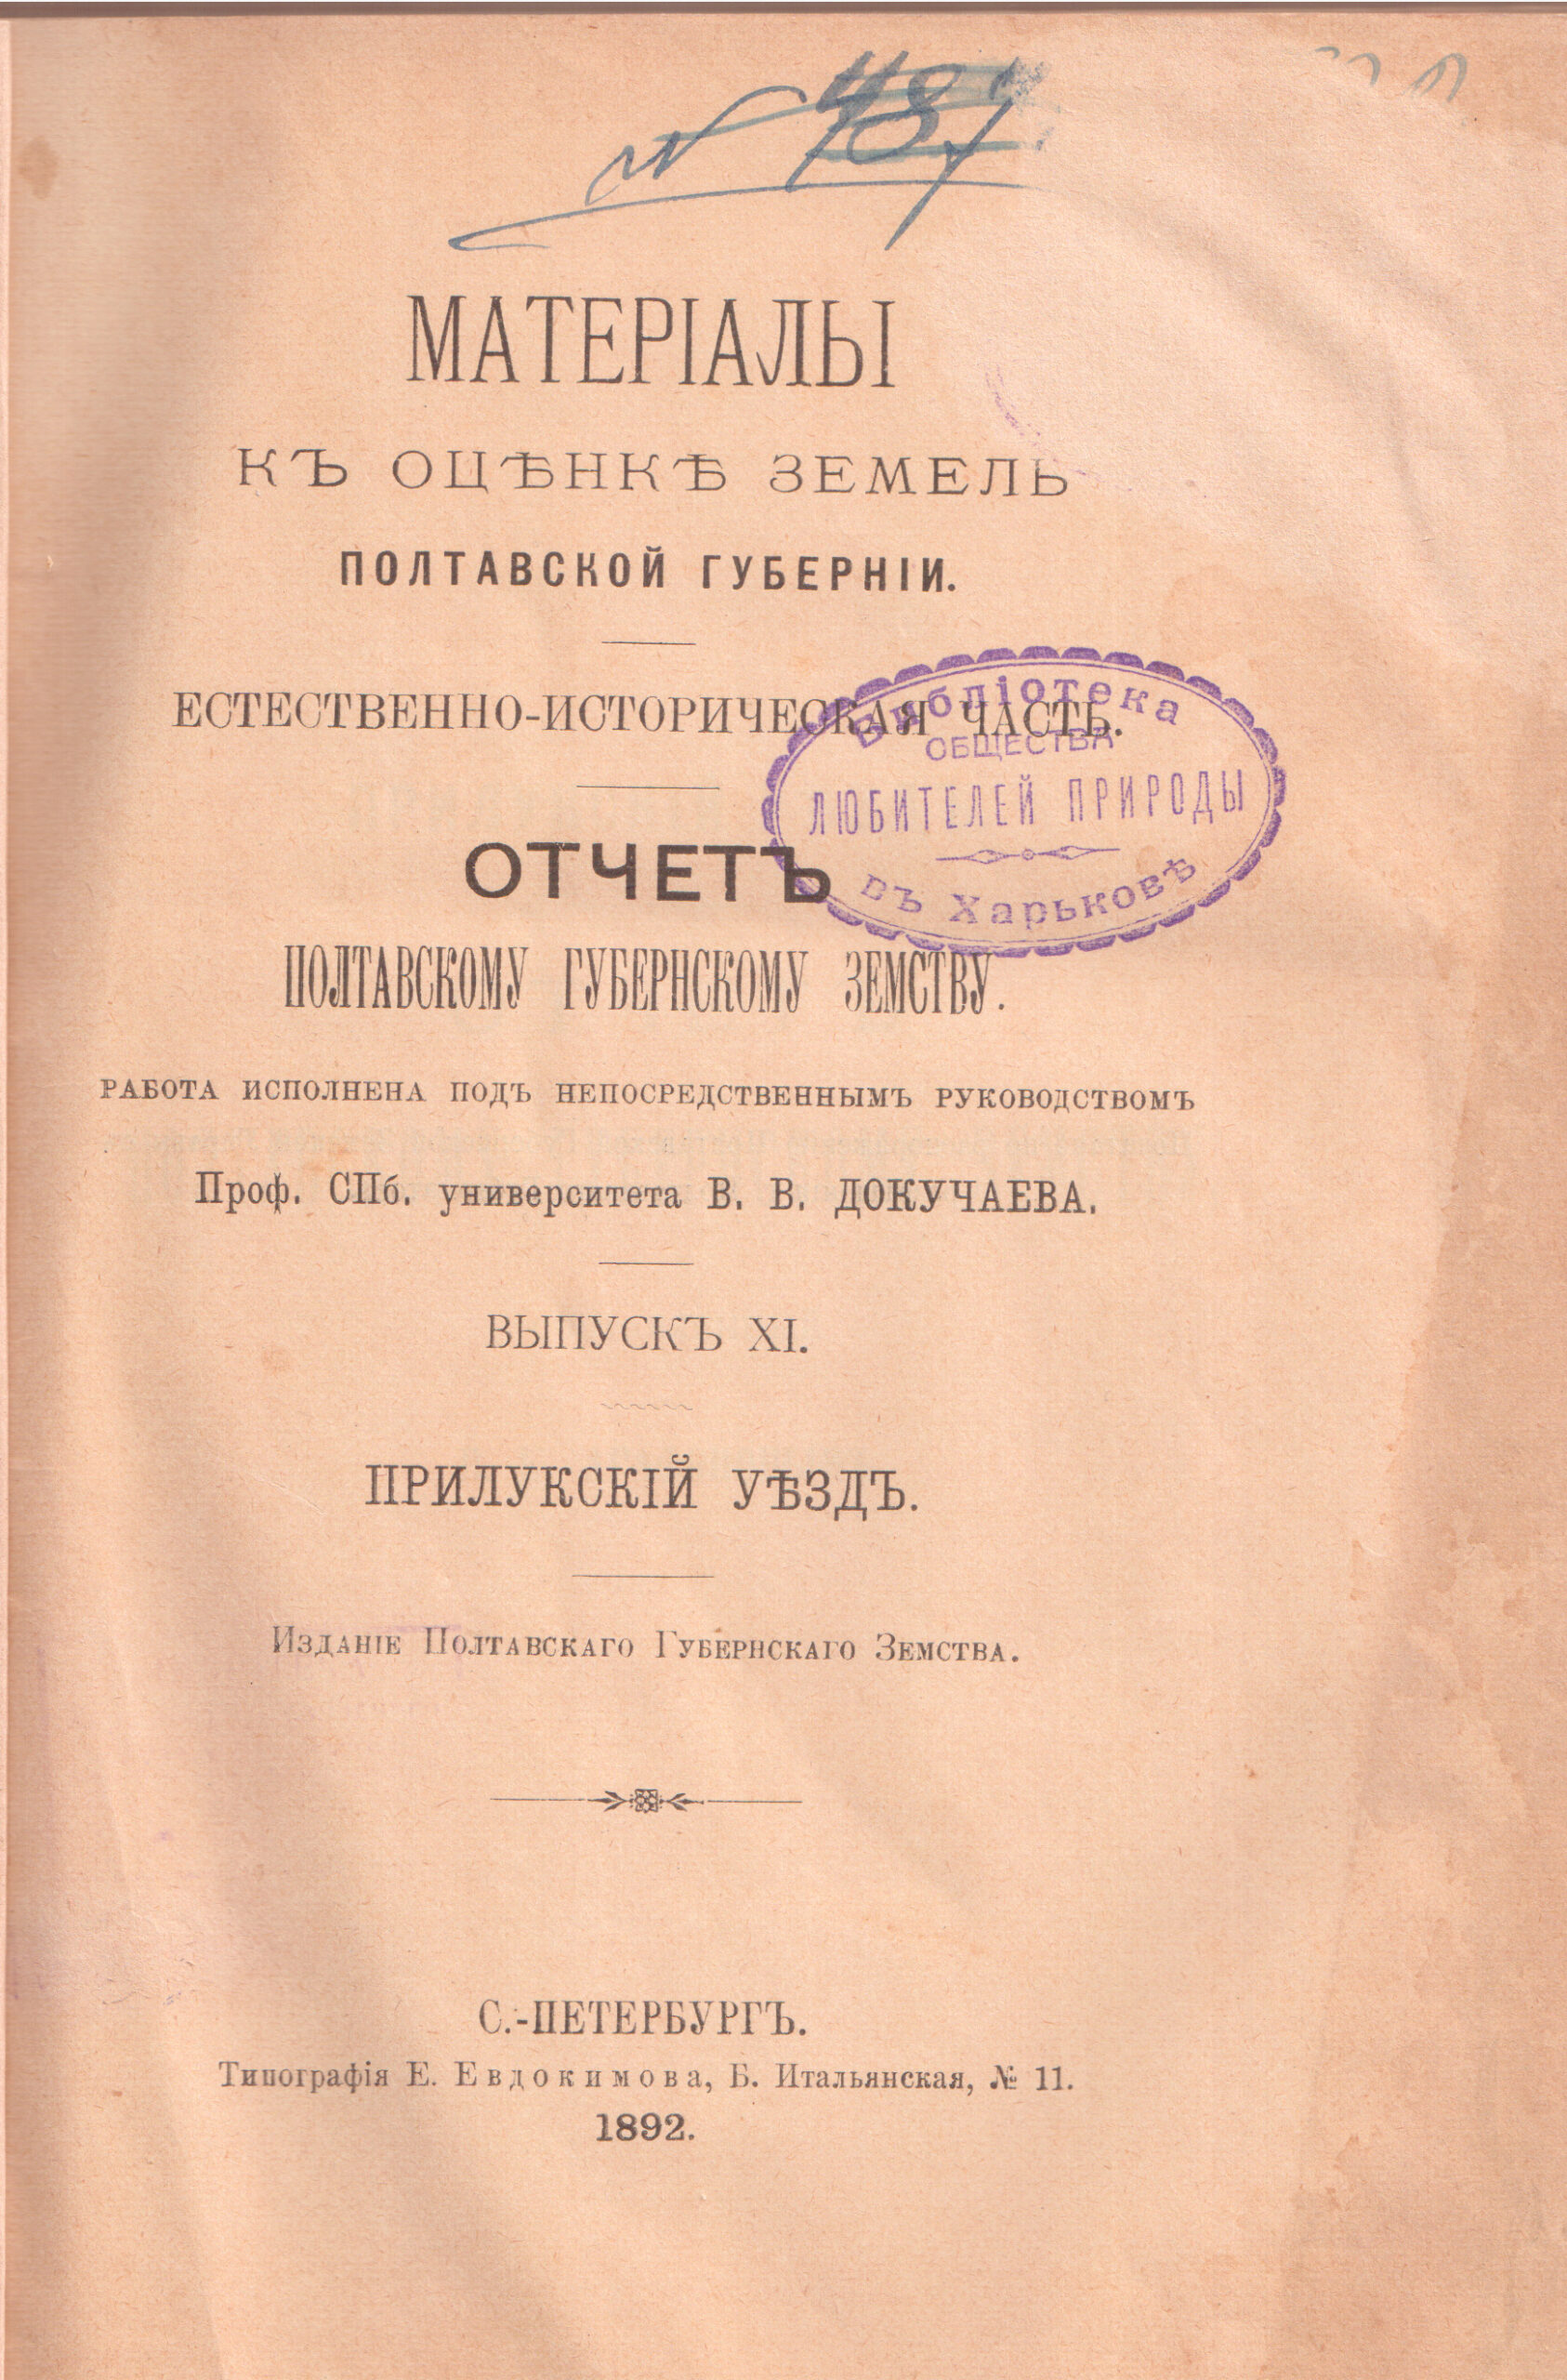 № 487
МАТЕРІАЛЫ
КЪ ОЦѢНКѢ ЗЕМЕЛЬ
ПОЛТАВСКОЙ ГУБЕРНІИ.
ЕСТЕСТВЕННО-ИСТОРИЧЕСКАЯ ЧАСТЬ.
Библіотека
ОБЩЕСТВА
ЛЮБИТЕЛЕЙ ПРИРОДЫ
въ Харьковѣ
ОТЧЕТЪ
ПОЛТАВСКОМУ ГУБЕРНСКОМУ ЗЕМСТВУ.
РАБОТА ИСПОЛНЕНА ПОДЪ НЕПОСРЕДСТВЕННЫМЪ РУКОВОДСТВОМЪ
Проф. СПб. университета В. В. ДОКУЧАЕВА.
ВЫПУСКЪ XI.
ПРИЛУКСКІЙ УѢЗДЪ.
Изданіе Полтавскаго Губернскаго Земства.
С.-ПЕТЕРБУРГЪ.
Типографія Е. Евдокимова, Б. Итальянская, № 11.
1892.